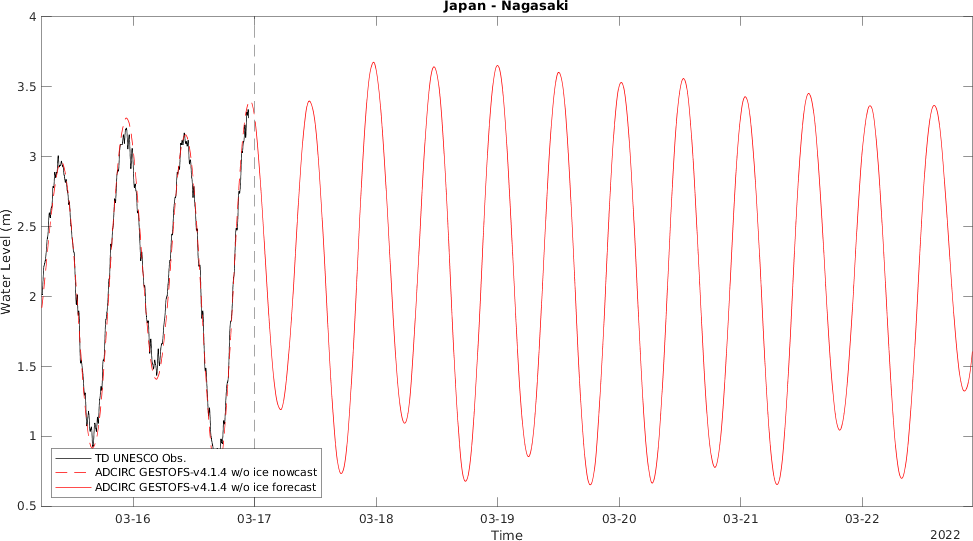 Japan - Nagasaki
4
3.5
3
2.5
2
1.5
1
0.5
Water Level (m)
TD UNESCO Obs.
ADCIRC GESTOFS-v4.1.4 w/o ice nowcast
ADCIRC GESTOFS-v4.1.4 w/o ice forecast
03-16 03-17 03-18 03-19 03-20 03-21 03-22
Time
2022